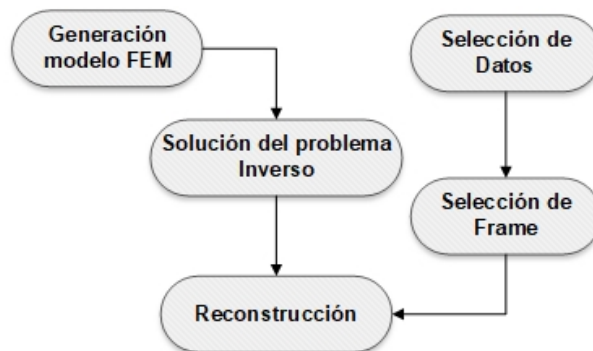 Generación
modelo FEM
Selección de
Datos
Solución del problema
Inverso
Selección de
Frame
Reconstrucción